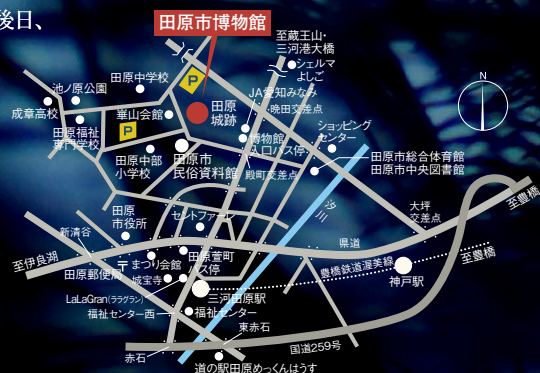 後日、
田原市博物館
至蔵王山・
三河港大橋
シェルマ
よしご
P
田原中学校
池ノ原公園
成章高校
JA愛知みなみ
崋山会館
田原
城跡
晩田交差点
P
田原福祉
専門学校
博物館
入口バス停
ショッピング
センター
田原中部
小学校
田原市
民俗資料館
殿町交差点
田原市総合体育館
田原市中央図書館
N
汐川
田原
市役所
セントファーレ
大坪
交差点
至豊橋
新清谷
県道
至伊良湖
田原郵便局
〒
まつり会館
田原萱町
バス停
城宝寺
豊橋鉄道渥美線
至豊橋
神戸駅
LaLaGran(ララグラン)
三河田原駅
福祉センター西
福祉センター
東赤石
赤石
国道259号
道の駅田原めっくんはうす